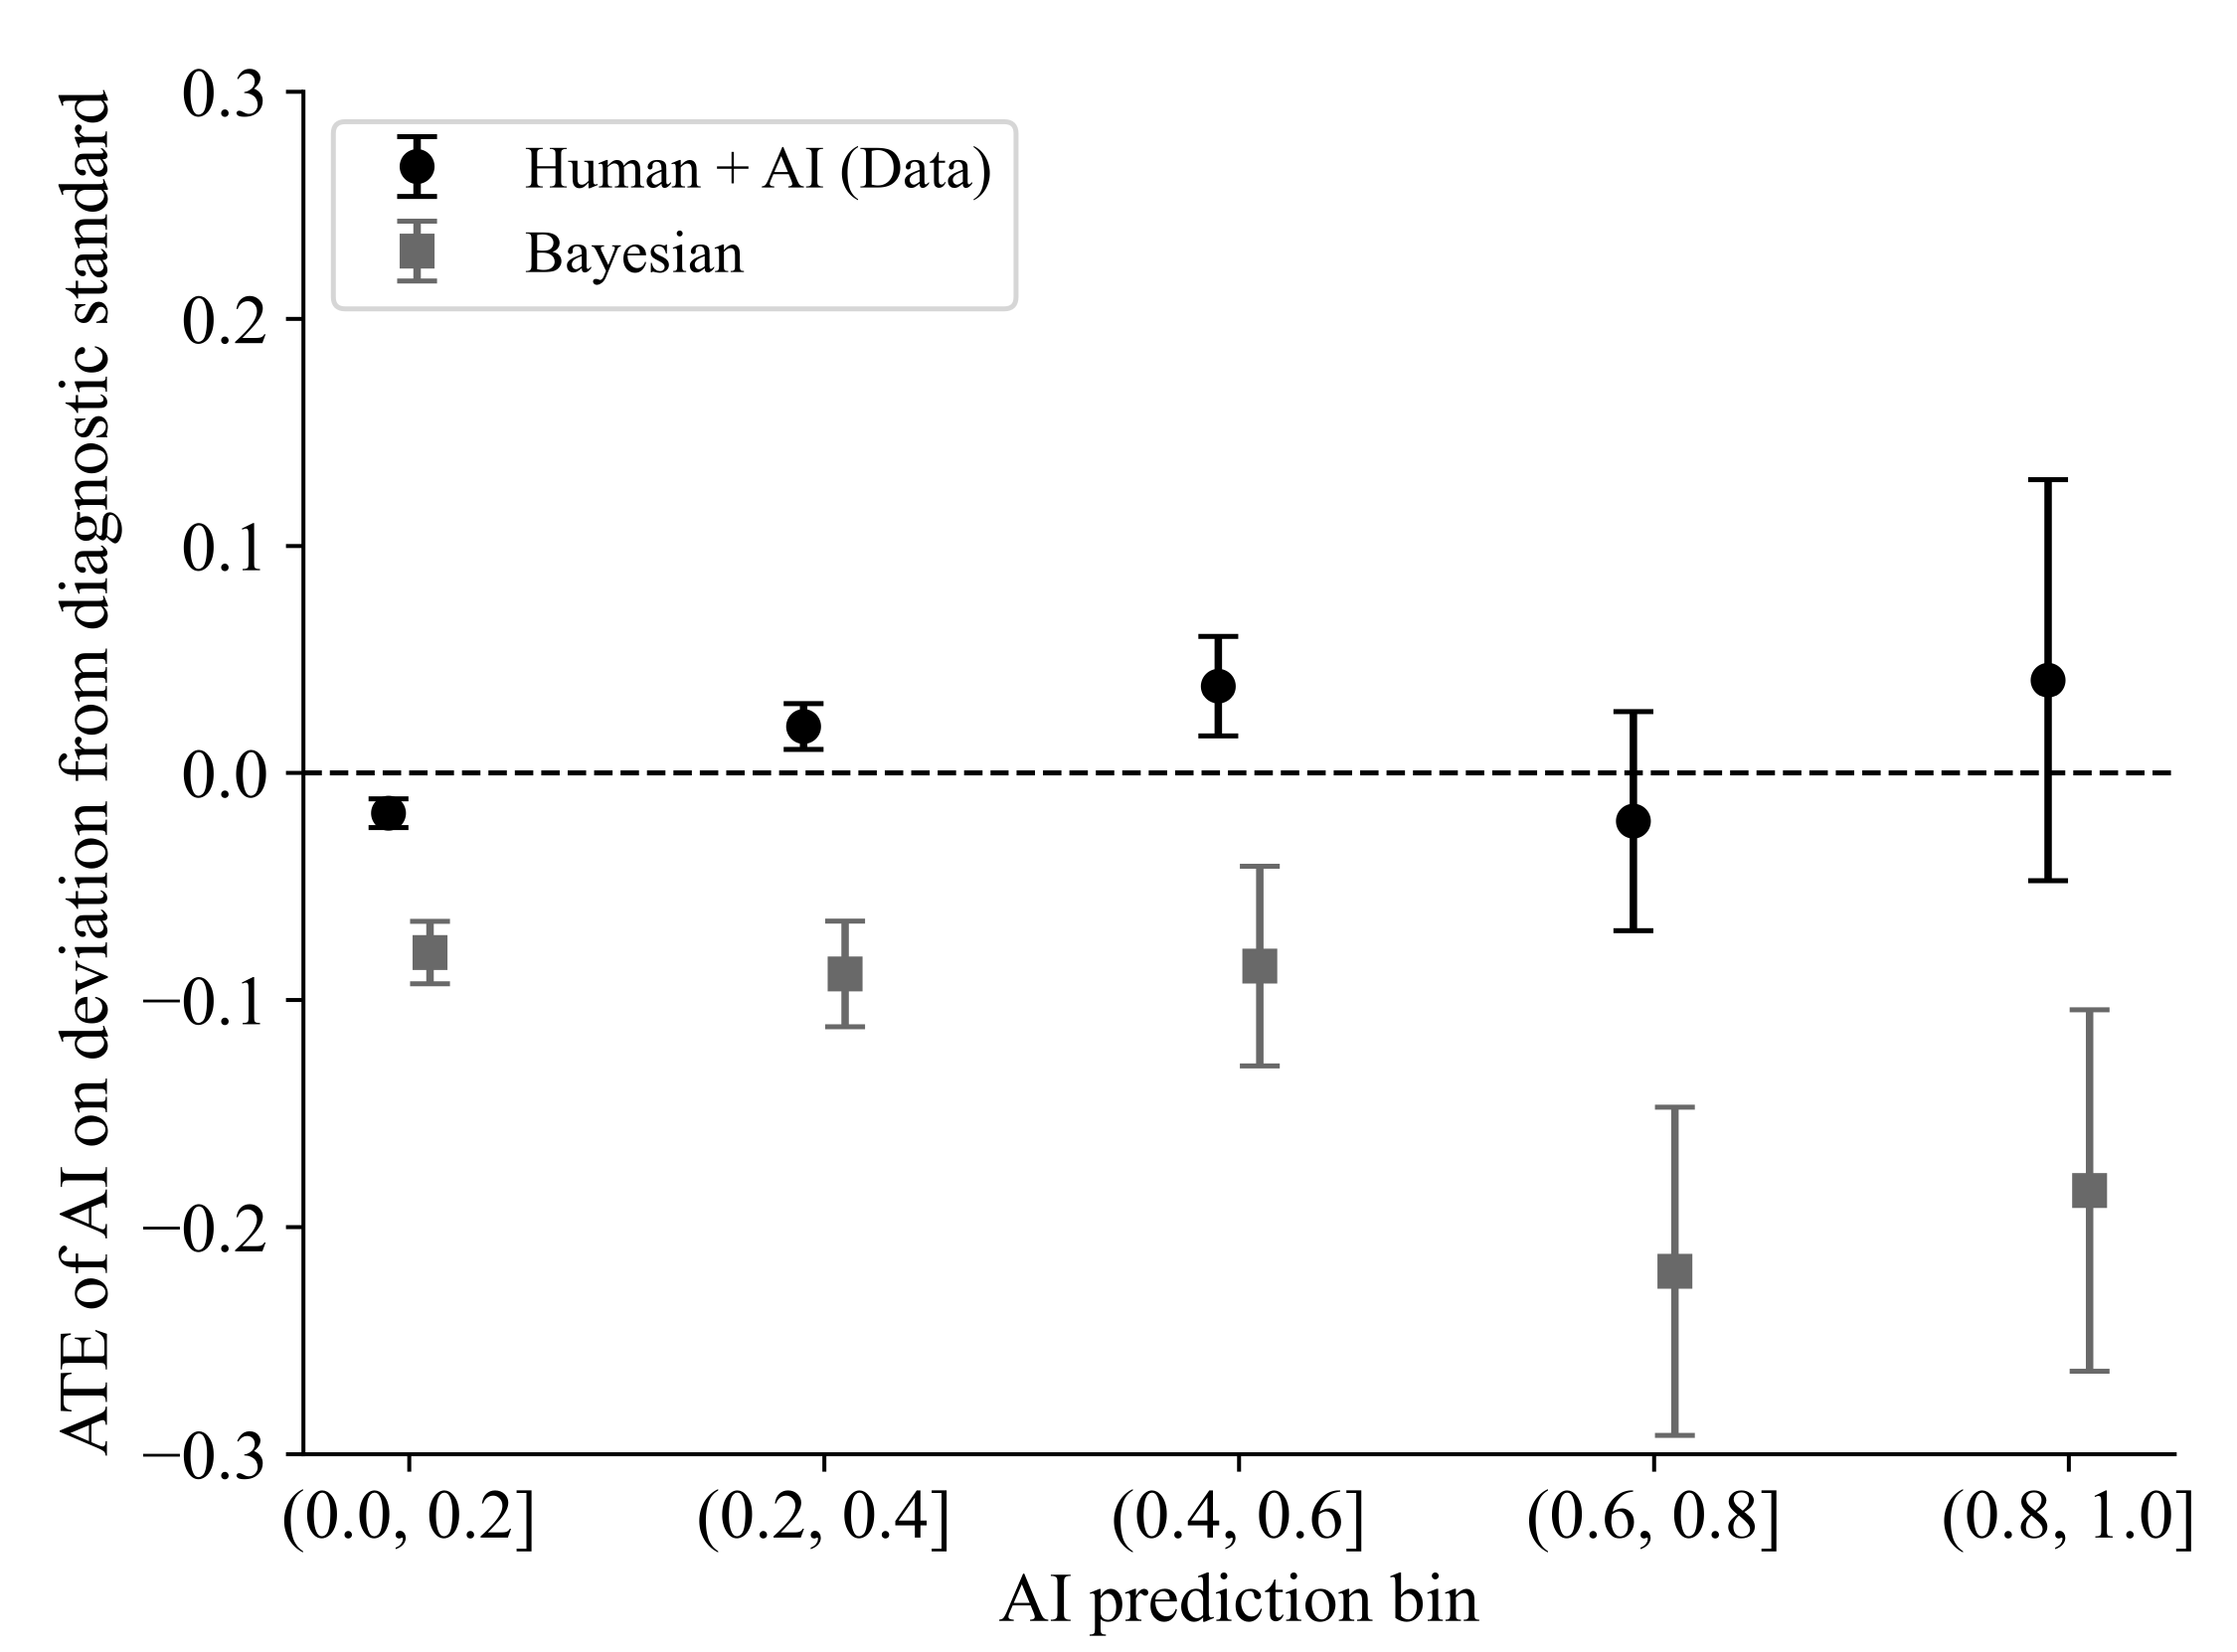 ATE of AI on deviation from diagnostic standard
0.3
0.2
0.1
0.0
−0.1
−0.2
−0.3
Human + AI (Data)
Bayesian
(0.0, 0.2] (0.2, 0.4] (0.4, 0.6] (0.6, 0.8] (0.8, 1.0]
AI prediction bin